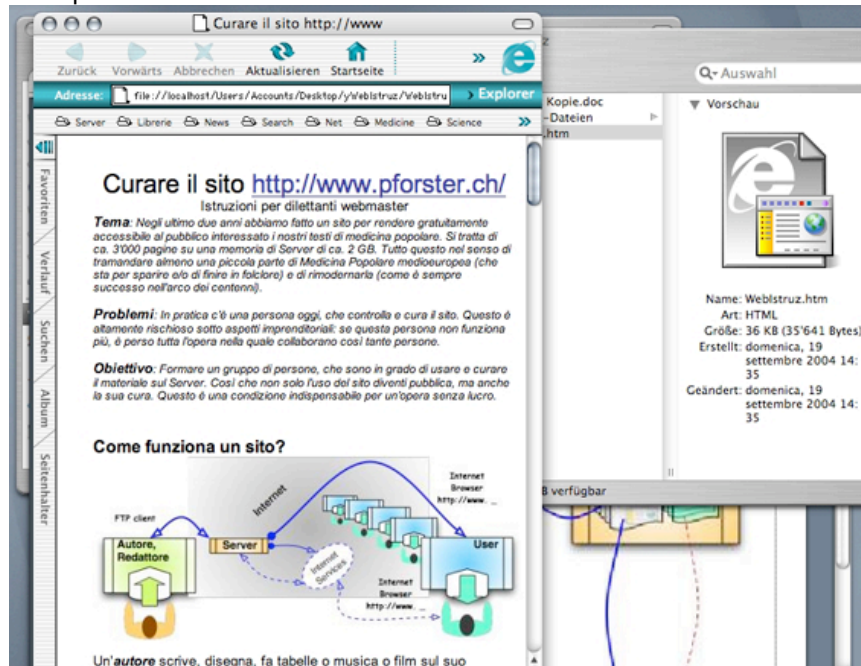 Curare il sito http://www
Zurück Vorwärts Abbrechen Aktualisieren Startseite »
Adresse: file://localhost/Users/Accounts/Desktop/yWebIstruz/WebIstru › Explorer
Server Librerie News Search Net Medicine Science »
Favoriten
Verlauf
Suchen
Album
Seitenhalter
Curare il sito http://www.pforster.ch/
Istruzioni per dilettanti webmaster
Tema: Negli ultimo due anni abbiamo fatto un sito per rendere gratuitamente
accessibile al pubblico interessato i nostri testi di medicina popolare. Si tratta di
ca. 3'000 pagine su una memoria di Server di ca. 2 GB. Tutto questo nel senso di
tramandare almeno una piccola parte di Medicina Popolare medioeuropea (che
sta per sparire e/o di finire in folclore) e di rimodernarla (come è sempre
successo nell'arco dei centenni).
Problemi: In pratica c'è una persona oggi, che controlla e cura il sito. Questo è
altamente rischioso sotto aspetti imprenditoriali: se questa persona non funziona
più, è perso tutta l'opera nella quale collaborano così tante persone.
Obiettivo: Formare un gruppo di persone, che sono in grado di usare e curare
il materiale sul Server. Così che non solo l'uso del sito diventi pubblica, ma anche
la sua cura. Questo è una condizione indispensabile per un'opera senza lucro.
Come funziona un sito?
FTP client
Internet
Internet
Browser
http://www. _
Autore,
Redattore
Server
Internet
Services
User
Internet
Browser
http://www. _
Un'autore scrive, disegna, fa tabelle o musica o film sul suo
z
Auswahl
Kopie.doc
-Dateien
.htm
Vorschau
Name: WebIstruz.htm
Art: HTML
Größe: 36 KB (35'641 Bytes)
Erstellt: domenica, 19
settembre 2004 14:
35
Geändert: domenica, 19
settembre 2004 14:
35
B verfügbar